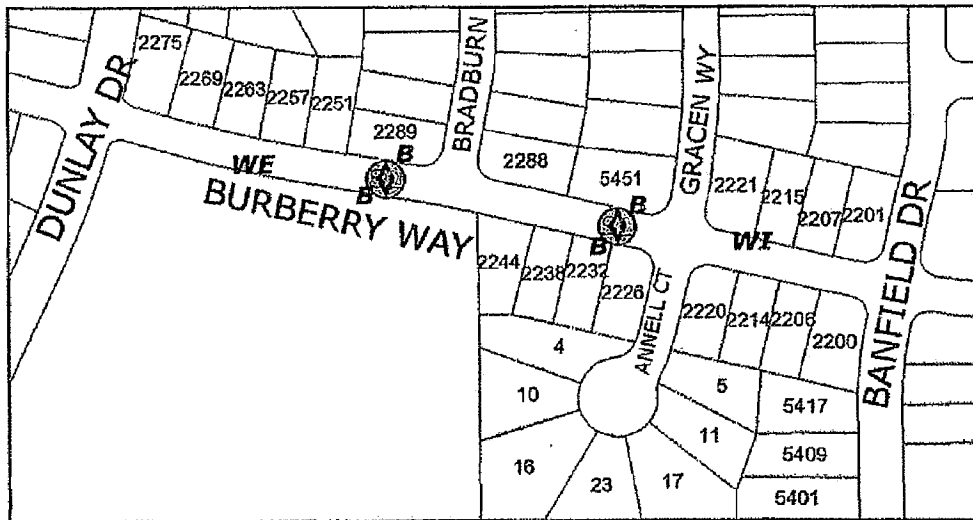 2275
2269
2263
2257
2251
2289
B
BRADBURN
2288
5451
B
GRACEN WY
2221
2215
2207
2201
DUNLAY DR
WE
B
BURBERRY WAY
B
WI
BANFIELD DR
2244
2238
2232
2226
ANNELL CT
2220
2214
2206
2200
4
5
10
11
5417
16
23
17
5409
5401